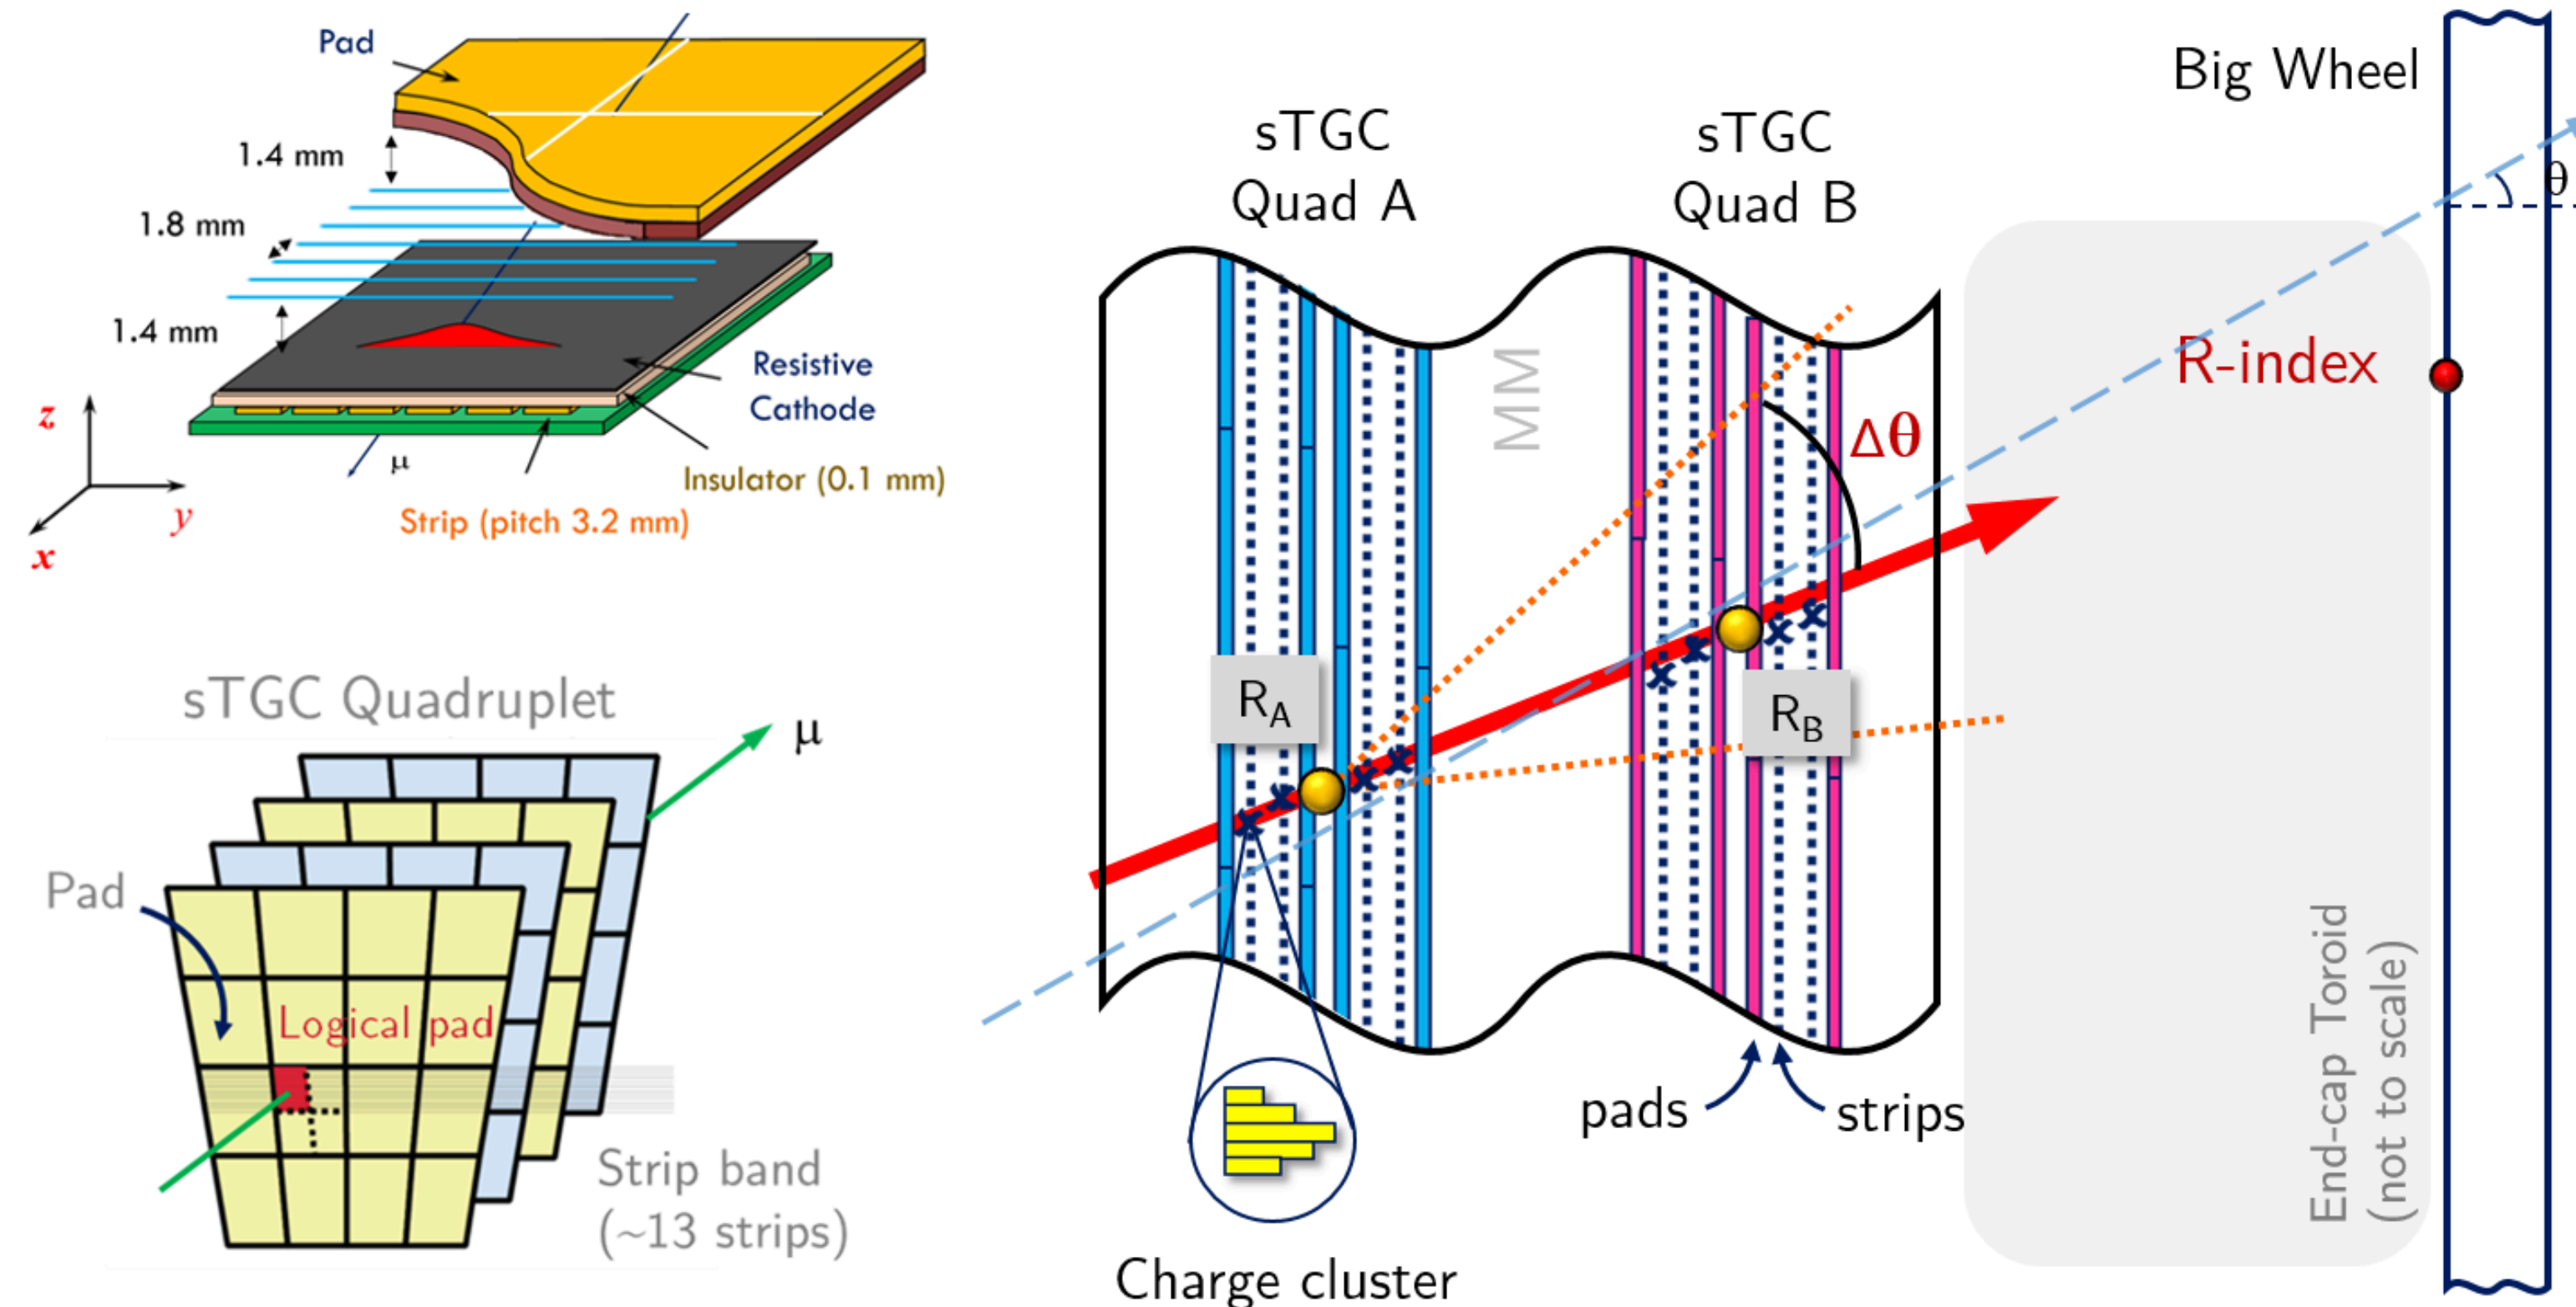 Pad
1.4 mm
1.8 mm
1.4 mm
Resistive
Cathode
μ
Insulator (0.1 mm)
Strip (pitch 3.2 mm)
z
y
x
sTGC Quadruplet
μ
Pad
Logical pad
Strip band
(~13 strips)
sTGC
Quad A
sTGC
Quad B
Big Wheel
θ
R-index
MM
Δθ
R_A
R_B
pads
strips
Charge cluster
End-cap Toroid
(not to scale)